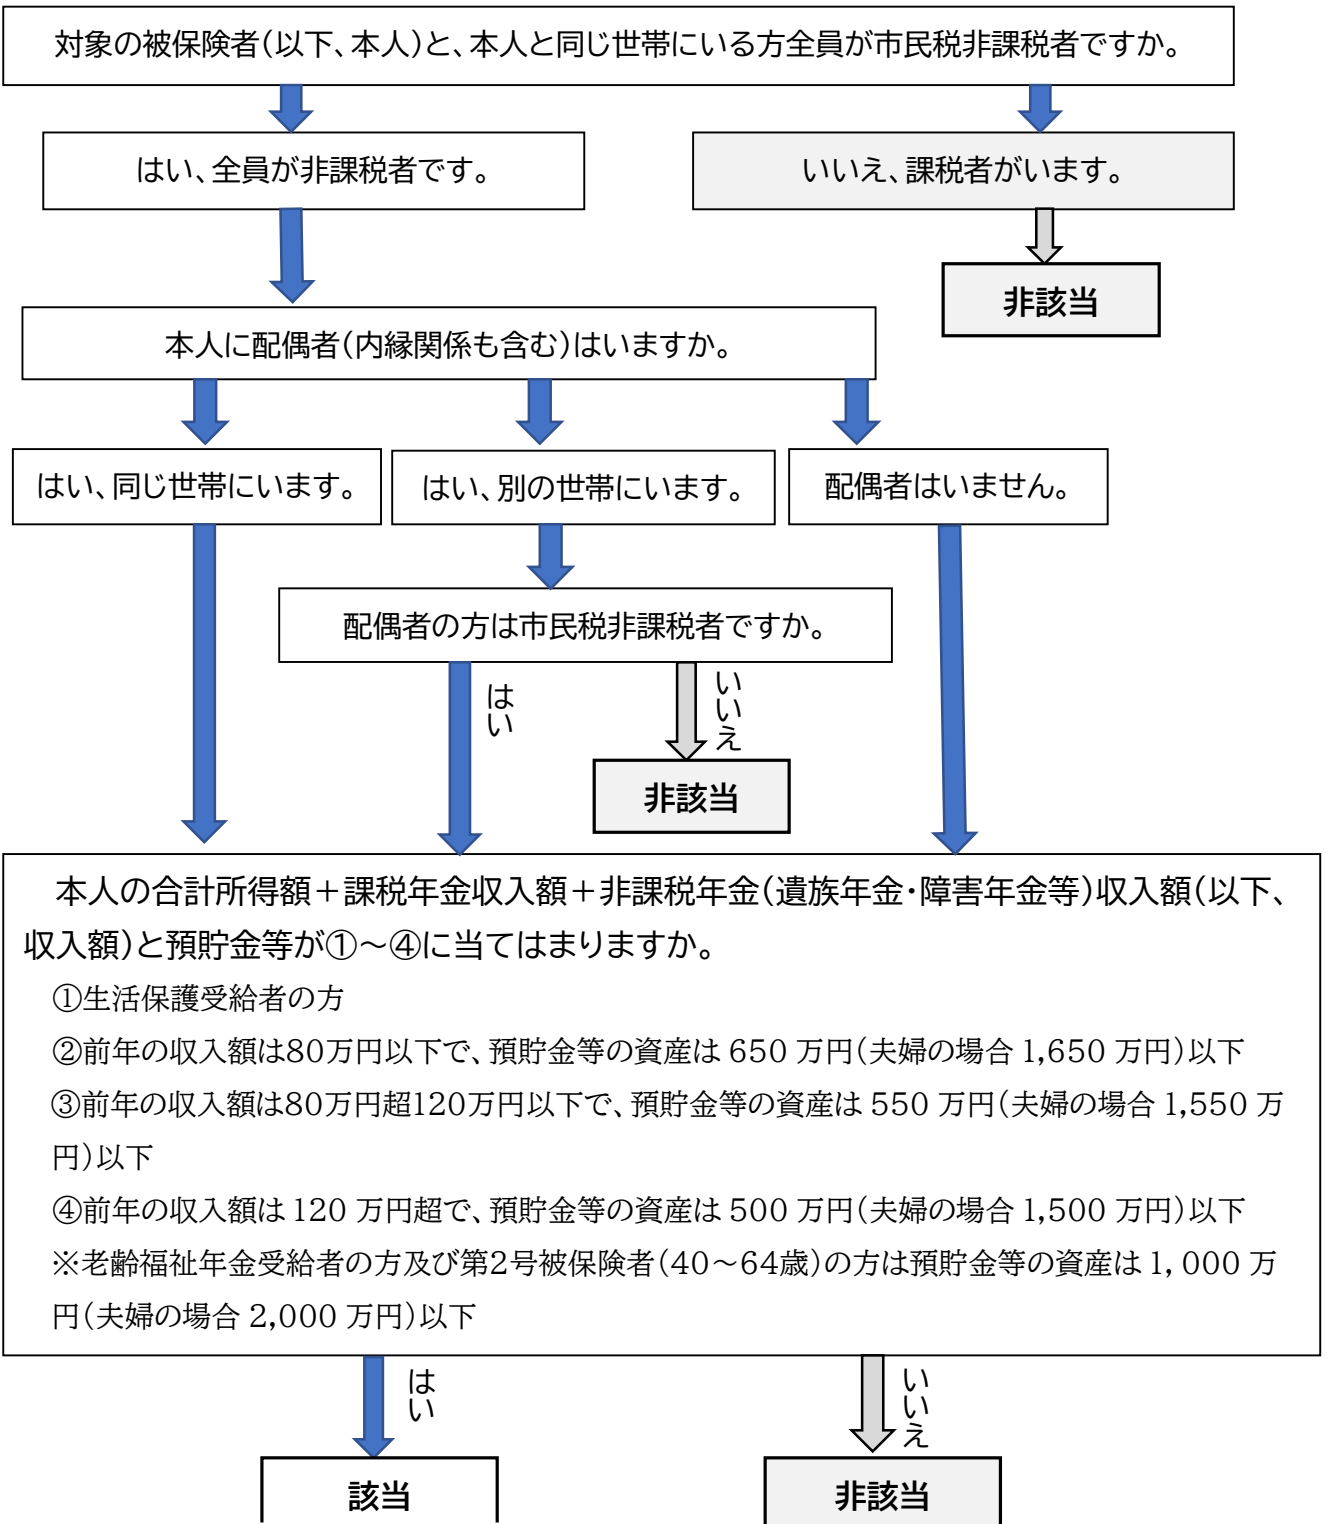 対象の被保険者(以下、本人)と、本人と同じ世帯にいる方全員が市民税非課税者ですか。
はい、全員が非課税者です。
いいえ、課税者がいます。
非該当
本人に配偶者(内縁関係も含む)はいますか。
はい、同じ世帯にいます。
はい、別の世帯にいます。
配偶者はいません。
配偶者の方は市民税非課税者ですか。
はい
いいえ
非該当
本人の合計所得額+課税年金収入額+非課税年金(遺族年金・障害年金等)収入額(以下、
収入額)と預貯金等が①~④に当てはまりますか。
①生活保護受給者の方
②前年の収入額は80万円以下で、預貯金等の資産は 650 万円(夫婦の場合 1,650 万円)以下
③前年の収入額は80万円超120万円以下で、預貯金等の資産は 550 万円(夫婦の場合 1,550 万
円)以下
④前年の収入額は 120 万円超で、預貯金等の資産は 500 万円(夫婦の場合 1,500 万円)以下
※老齢福祉年金受給者の方及び第2号被保険者(40~64歳)の方は預貯金等の資産は 1,000 万
円(夫婦の場合 2,000 万円)以下
はい
いいえ
該当
非該当